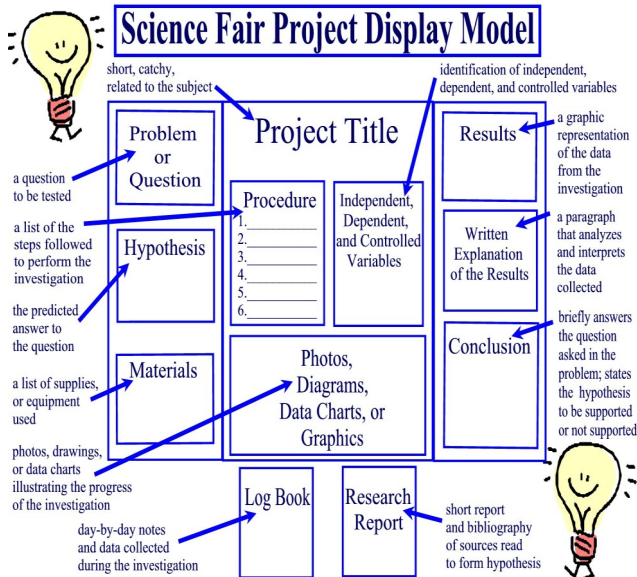 Science Fair Project Display Model
short, catchy,
related to the subject
identification of independent,
dependent, and controlled variables
Problem
or
Question
a question
to be tested
a list of the
steps followed
to perform the
investigation
Hypothesis
the predicted
answer to
the question
Materials
a list of supplies,
or equipment
used
photos, drawings,
or data charts
illustrating the progress
of the investigation
Project Title
Procedure
1.
2.
3.
4.
5.
6.
Independent,
Dependent,
and Controlled
Variables
Photos,
Diagrams,
Data Charts, or
Graphics
Results
a graphic
representation
of the data
from the
investigation
Written
Explanation
of the Results
a paragraph
that analyzes
and interprets
the data
collected
Conclusion
briefly answers
the question
asked in the
problem; states
the hypothesis
to be supported
or not supported
Log Book
day-by-day notes
and data collected
during the investigation
Research
Report
short report
and bibliography
of sources read
to form hypothesis